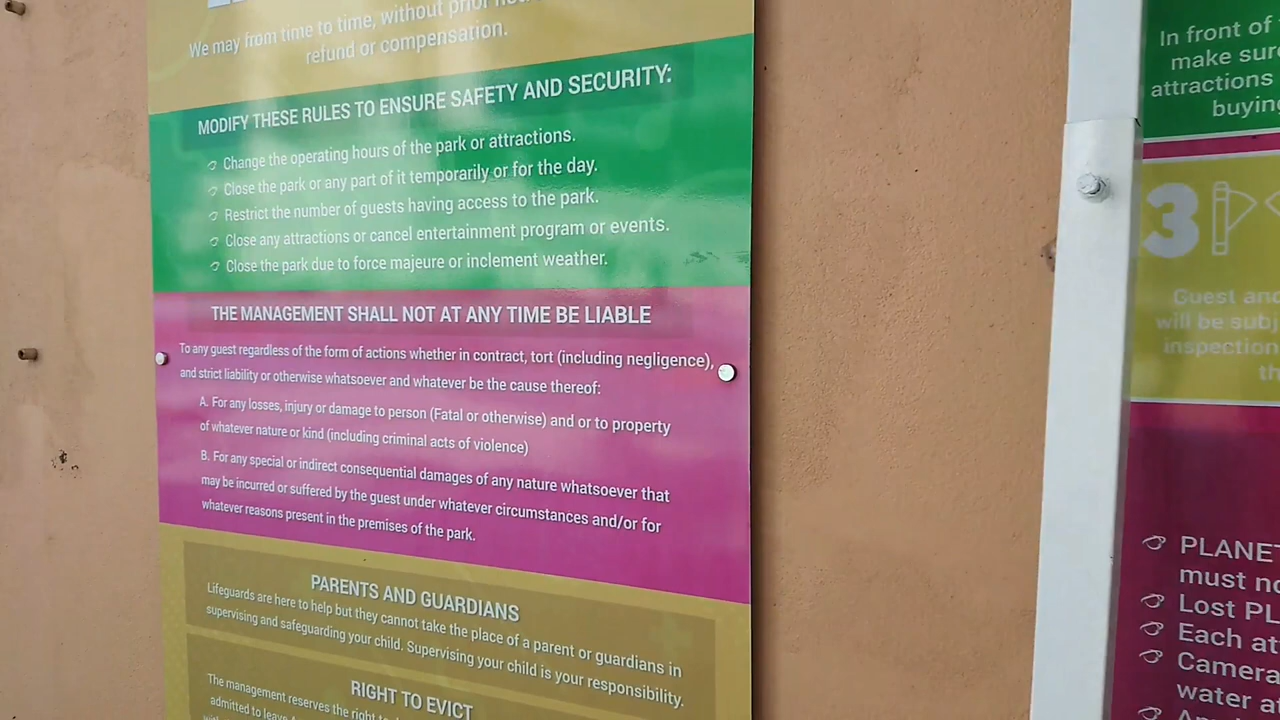 We may from time to time, without prior
refund or compensation.
MODIFY THESE RULES TO ENSURE SAFETY AND SECURITY:
Change the operating hours of the park or attractions.
Close the park or any part of it temporarily or for the day.
Restrict the number of guests having access to the park.
Close any attractions or cancel entertainment program or events.
Close the park due to force majeure or inclement weather.
THE MANAGEMENT SHALL NOT AT ANY TIME BE LIABLE
To any guest regardless of the form of actions whether in contract, tort (including negligence),
and strict liability or otherwise whatsoever and whatever be the cause thereof:
A. For any losses, injury or damage to person (Fatal or otherwise) and or to property
of whatever nature or kind (including criminal acts of violence)
B. For any special or indirect consequential damages of any nature whatsoever that
may be incurred or suffered by the guest under whatever circumstances and/or for
whatever reasons present in the premises of the park.
PARENTS AND GUARDIANS
Lifeguards are here to help but they cannot take the place of a parent or guardians in
supervising and safeguarding your child. Supervising your child is your responsibility.
RIGHT TO EVICT
The management reserves the right
admitted to leave
In front of
make sure
attractions
buying
3
Guest and
will be subj
inspection
th
PLANET
must no
Lost PL
Each at
Camera
water at